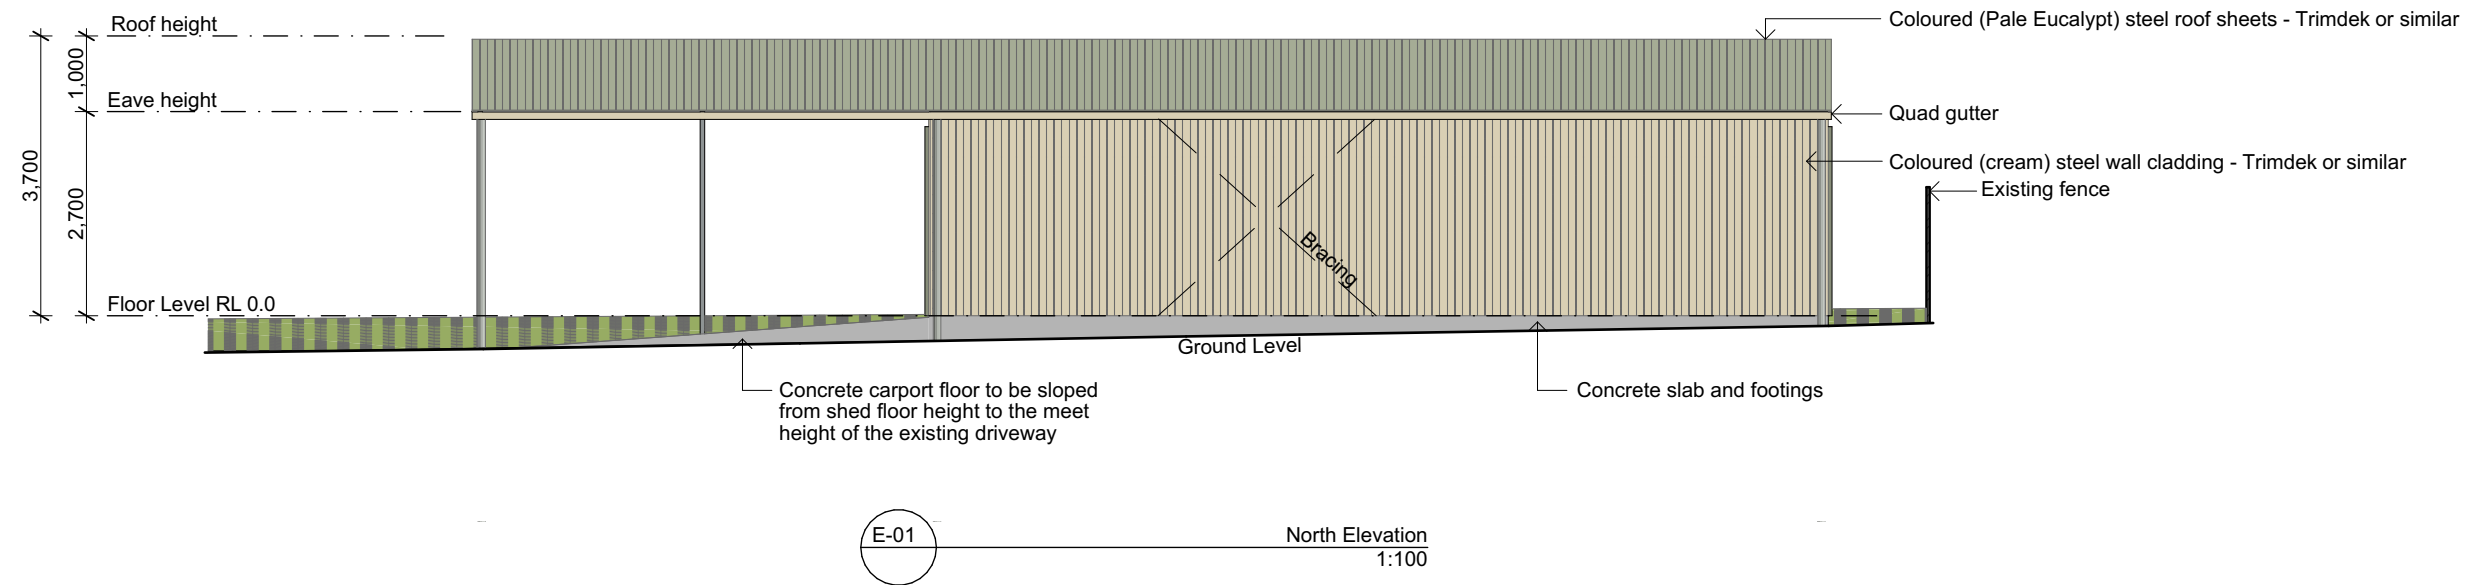 Roof height
Coloured (Pale Eucalypt) steel roof sheets - Trimdek or similar
1,000
Eave height
Quad gutter
3,700
2,700
Coloured (cream) steel wall cladding - Trimdek or similar
Existing fence
Bracing
Floor Level RL 0.0
Ground Level
Concrete carport floor to be sloped
from shed floor height to the meet
height of the existing driveway
Concrete slab and footings
E-01
North Elevation
1:100